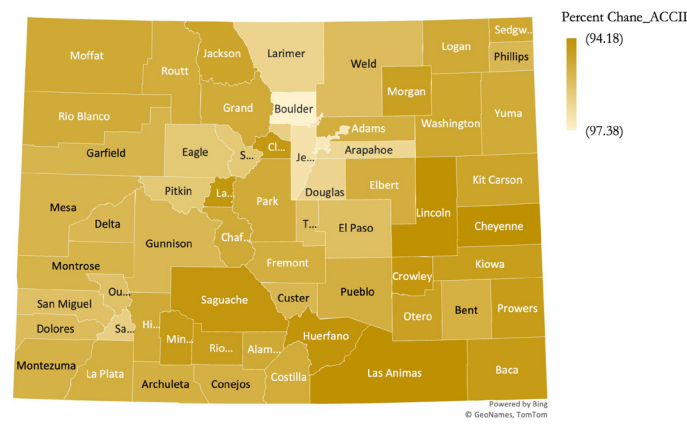 Percent Chane_ACCII
(94.18)
(97.38)
Sedgw...
Logan
Phillips
Moffat
Routt
Jackson
Larimer
Weld
Morgan
Yuma
Washington
Rio Blanco
Grand
Boulder
Adams
Arapahoe
Garfield
Eagle
S...
Cl...
Je...
Douglas
Elbert
Kit Carson
Pitkin
La...
Park
Lincoln
Cheyenne
Mesa
Delta
Gunnison
Chaf...
T...
El Paso
Kiowa
Montrose
Fremont
Crowley
Ou...
San Miguel
Saguache
Custer
Pueblo
Otero
Bent
Prowers
Dolores
Sa...
Hi...
Min...
Rio...
Alam...
Huerfano
Montezuma
La Plata
Archuleta
Conejos
Costilla
Las Animas
Baca
Powered by Bing
© GeoNames, TomTom